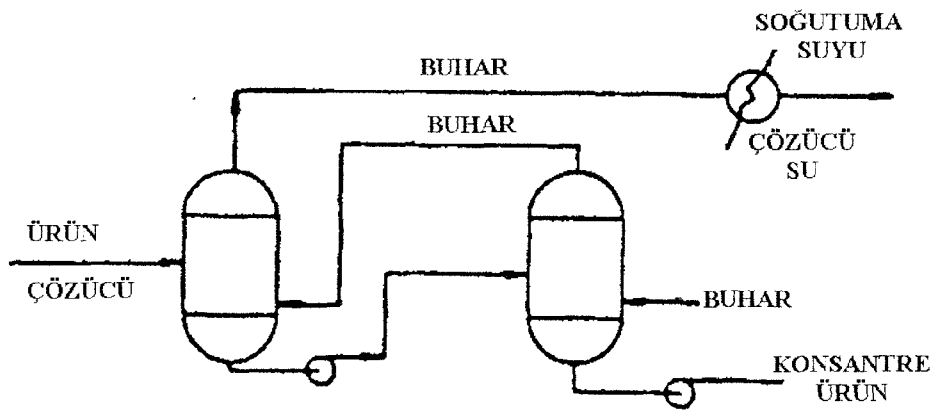 SOĞUTUMA
SUYU
BUHAR
BUHAR
ÇÖZÜCÜ
SU
ÜRÜN
ÇÖZÜCÜ
BUHAR
KONSANTRE
ÜRÜN